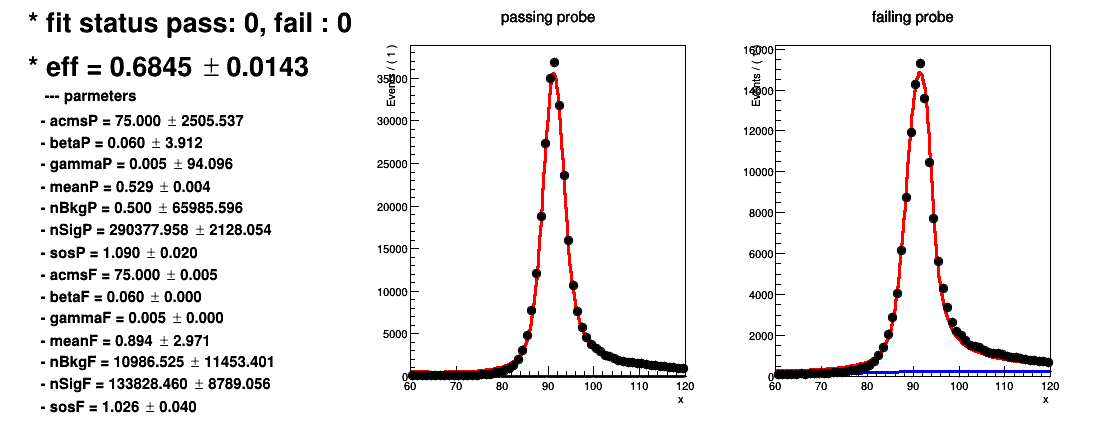 * fit status pass: 0, fail : 0
* eff = 0.6845 ± 0.0143
--- parmeters
- acmsP = 75.000 ± 2505.537
- betaP = 0.060 ± 3.912
- gammaP = 0.005 ± 94.096
- meanP = 0.529 ± 0.004
- nBkgP = 0.500 ± 65985.596
- nSigP = 290377.958 ± 2128.054
- sosP = 1.090 ± 0.020
- acmsF = 75.000 ± 0.005
- betaF = 0.060 ± 0.000
- gammaF = 0.005 ± 0.000
- meanF = 0.894 ± 2.971
- nBkgF = 10986.525 ± 11453.401
- nSigF = 133828.460 ± 8789.056
- sosF = 1.026 ± 0.040
passing probe
Events / ( 1 )
35000
30000
25000
20000
15000
10000
5000
0
60 70 80 90 100 110 120
x
failing probe
Events / ( 1 )
16000
14000
12000
10000
8000
6000
4000
2000
0
60 70 80 90 100 110 120
x